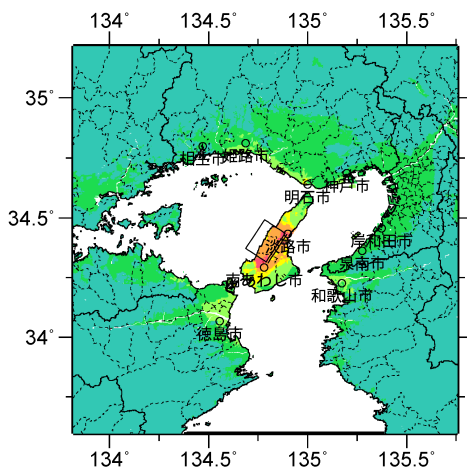 134.5°
134°
135°
135.5°
35°
34.5°
34°
相生市
姫路市
神戸市
明石市
淡路市
岸和田市
泉南市
南あわじ市
和歌山市
徳島市
134°
134.5°
135°
135.5°